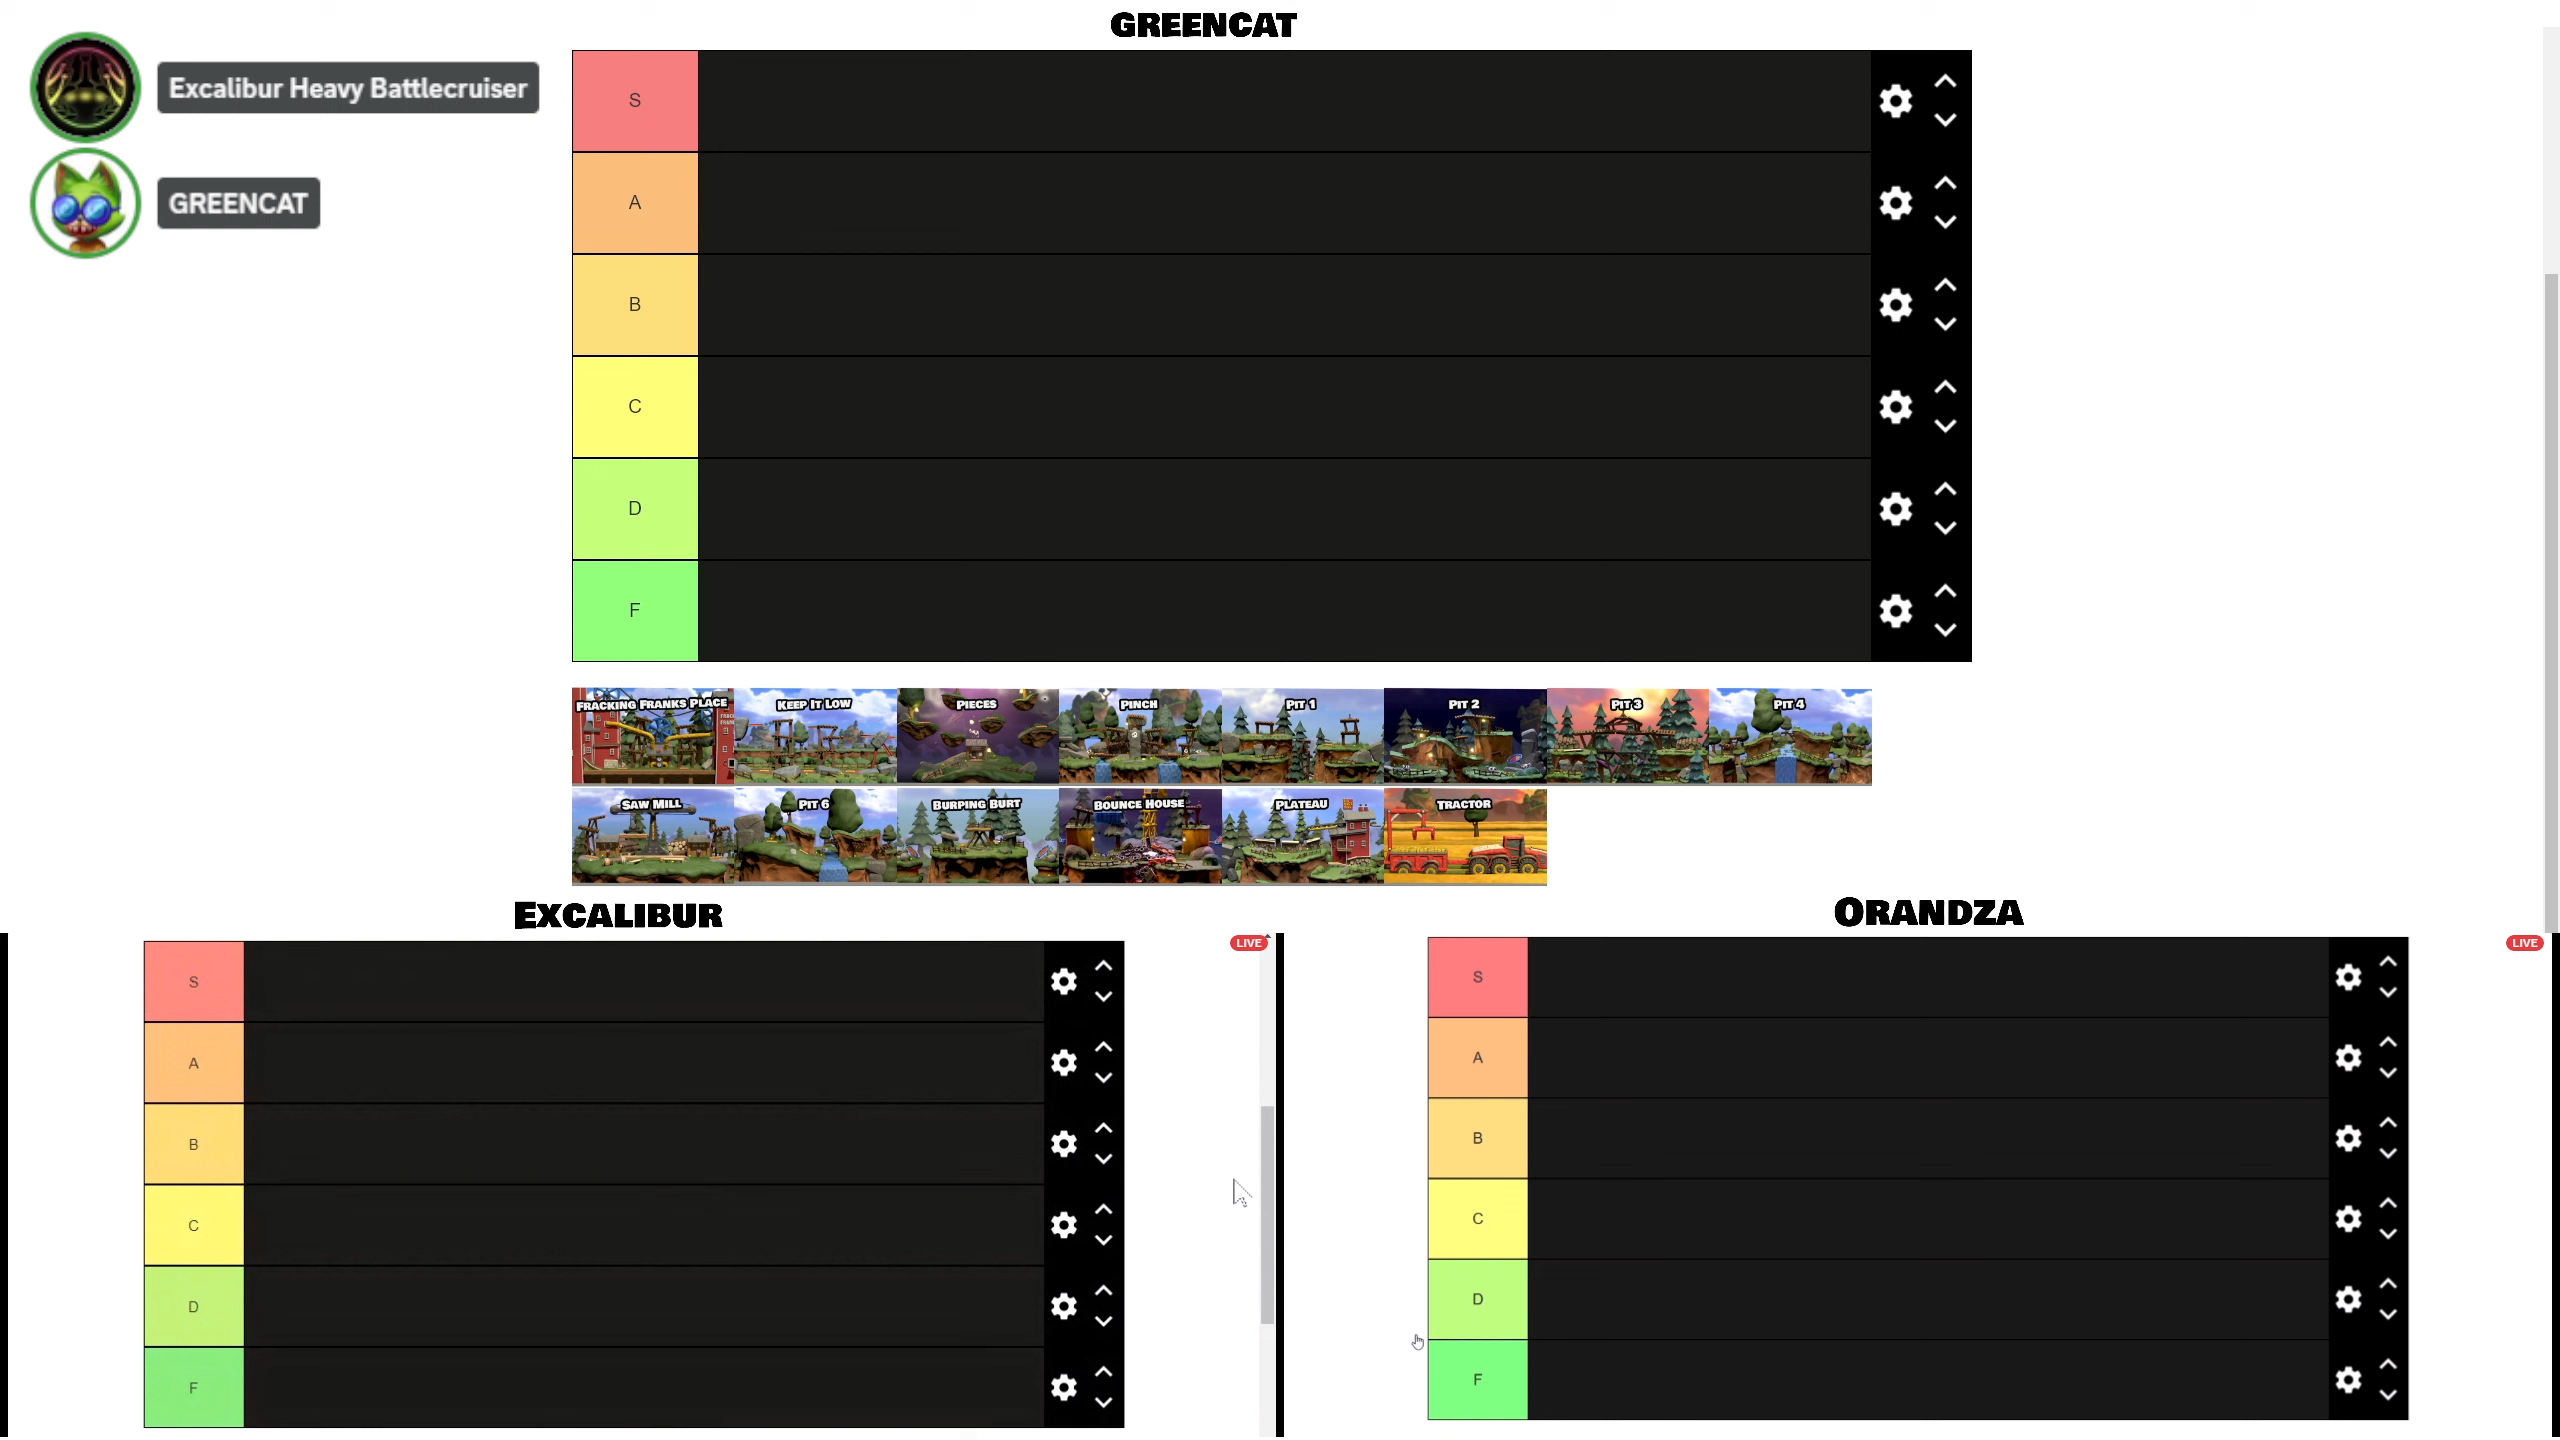 GREENCAT
Excalibur Heavy Battlecruiser
GREENCAT
S
A
B
C
D
F
FRACKING FRANKS PLACE
KEEP IT LOW
PIECES
PINCH
PIT 1
PIT 2
PIT 3
PIT 4
SAW MILL
PIT 6
BURPING BURT
BOUNCE HOUSE
PLATEAU
TRACTOR
EXCALIBUR
LIVE
S
A
B
C
D
F
ORANDZA
LIVE
S
A
B
C
D
F